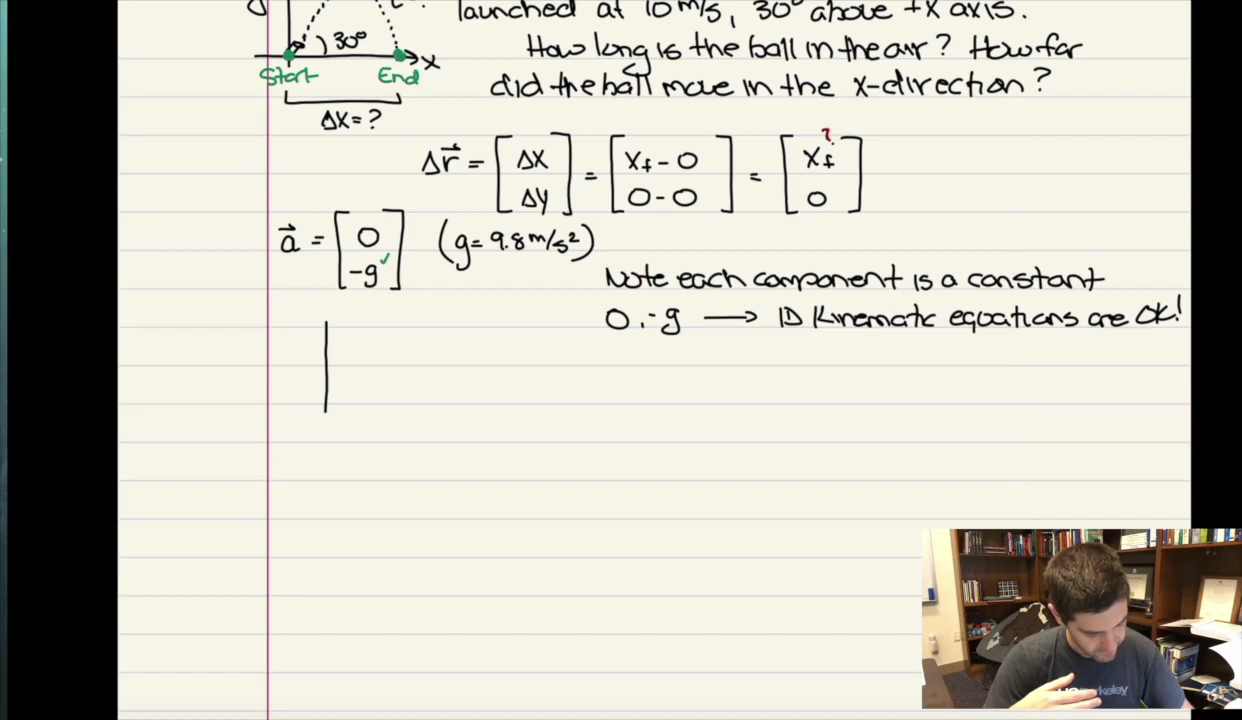 launched at 10 m/s, 30° above +x axis.
30°
How long is the ball in the air? How far
x
Start End
did the ball move in the x-direction?
Δx = ?
Δr⃗ = [Δx Δy] = [x_f - 0 0 - 0] = [x_f 0]
?
a⃗ = [0 -g] (g = 9.8 m/s²)
✓
Note each component is a constant
0, -g → 1D Kinematic equations are OK!